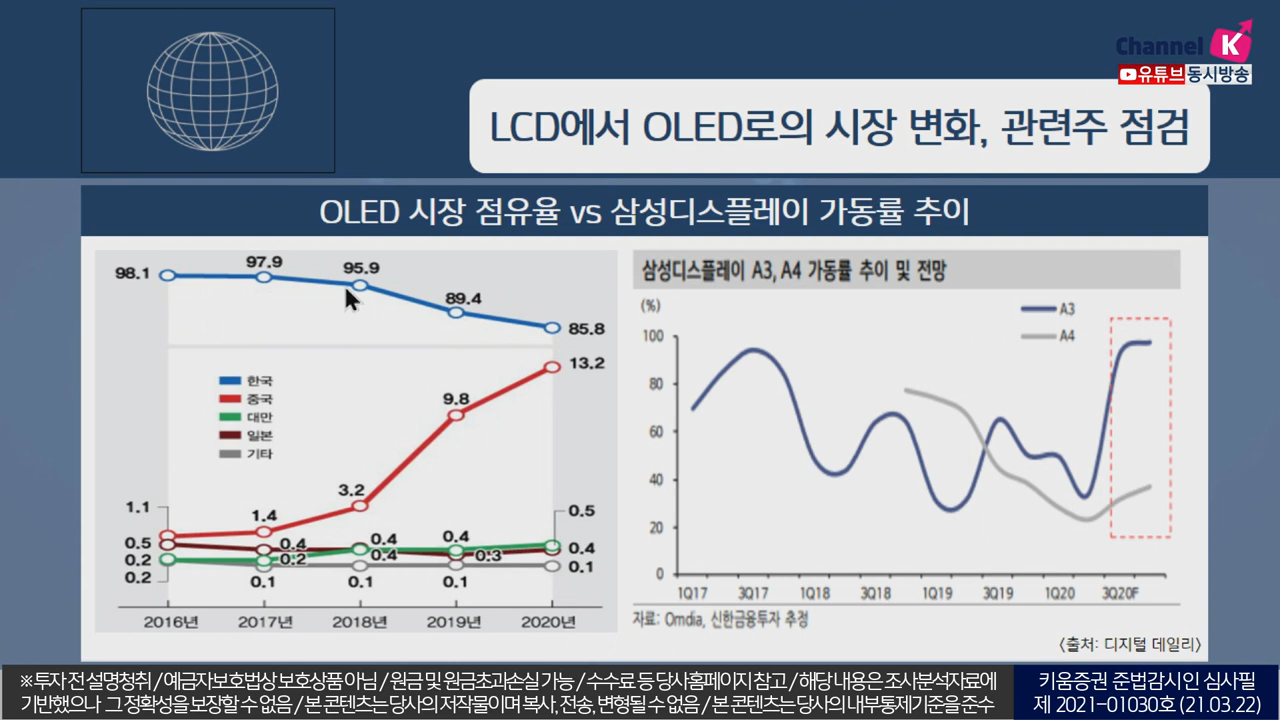 Channel K
유튜브동시방송
LCD에서 OLED로의 시장 변화, 관련주 점검
OLED 시장 점유율 vs 삼성디스플레이 가동률 추이
98.1
97.9
95.9
89.4
85.8
13.2
9.8
3.2
1.4
1.1
한국
중국
대만
일본
기타
0.5
0.2
0.2
0.4
0.2
0.1
0.4
0.4
0.1
0.4
0.3
0.1
0.5
0.4
0.1
2016년 2017년 2018년 2019년 2020년
삼성디스플레이 A3, A4 가동률 추이 및 전망
(%)
A3
A4
100
80
60
40
20
0
1Q17 3Q17 1Q18 3Q18 1Q19 3Q19 1Q20 3Q20F
자료: Omdia, 신한금융투자 추정
〈출처: 디지털 데일리〉
※ 투자 전 설명청취 / 예금자보호법상 보호상품 아님 / 원금 및 원금초과손실 가능 / 수수료 등 당사홈페이지 참고 / 해당 내용은 조사분석자료에
기반했으나 그 정확성을 보장할 수 없음 / 본 콘텐츠는 당사의 저작물이며 복사, 전송, 변형될 수 없음 / 본 콘텐츠는 당사의 내부통제기준을 준수
키움증권 준법감시인 심사필
제 2021-01030호 (21.03.22)